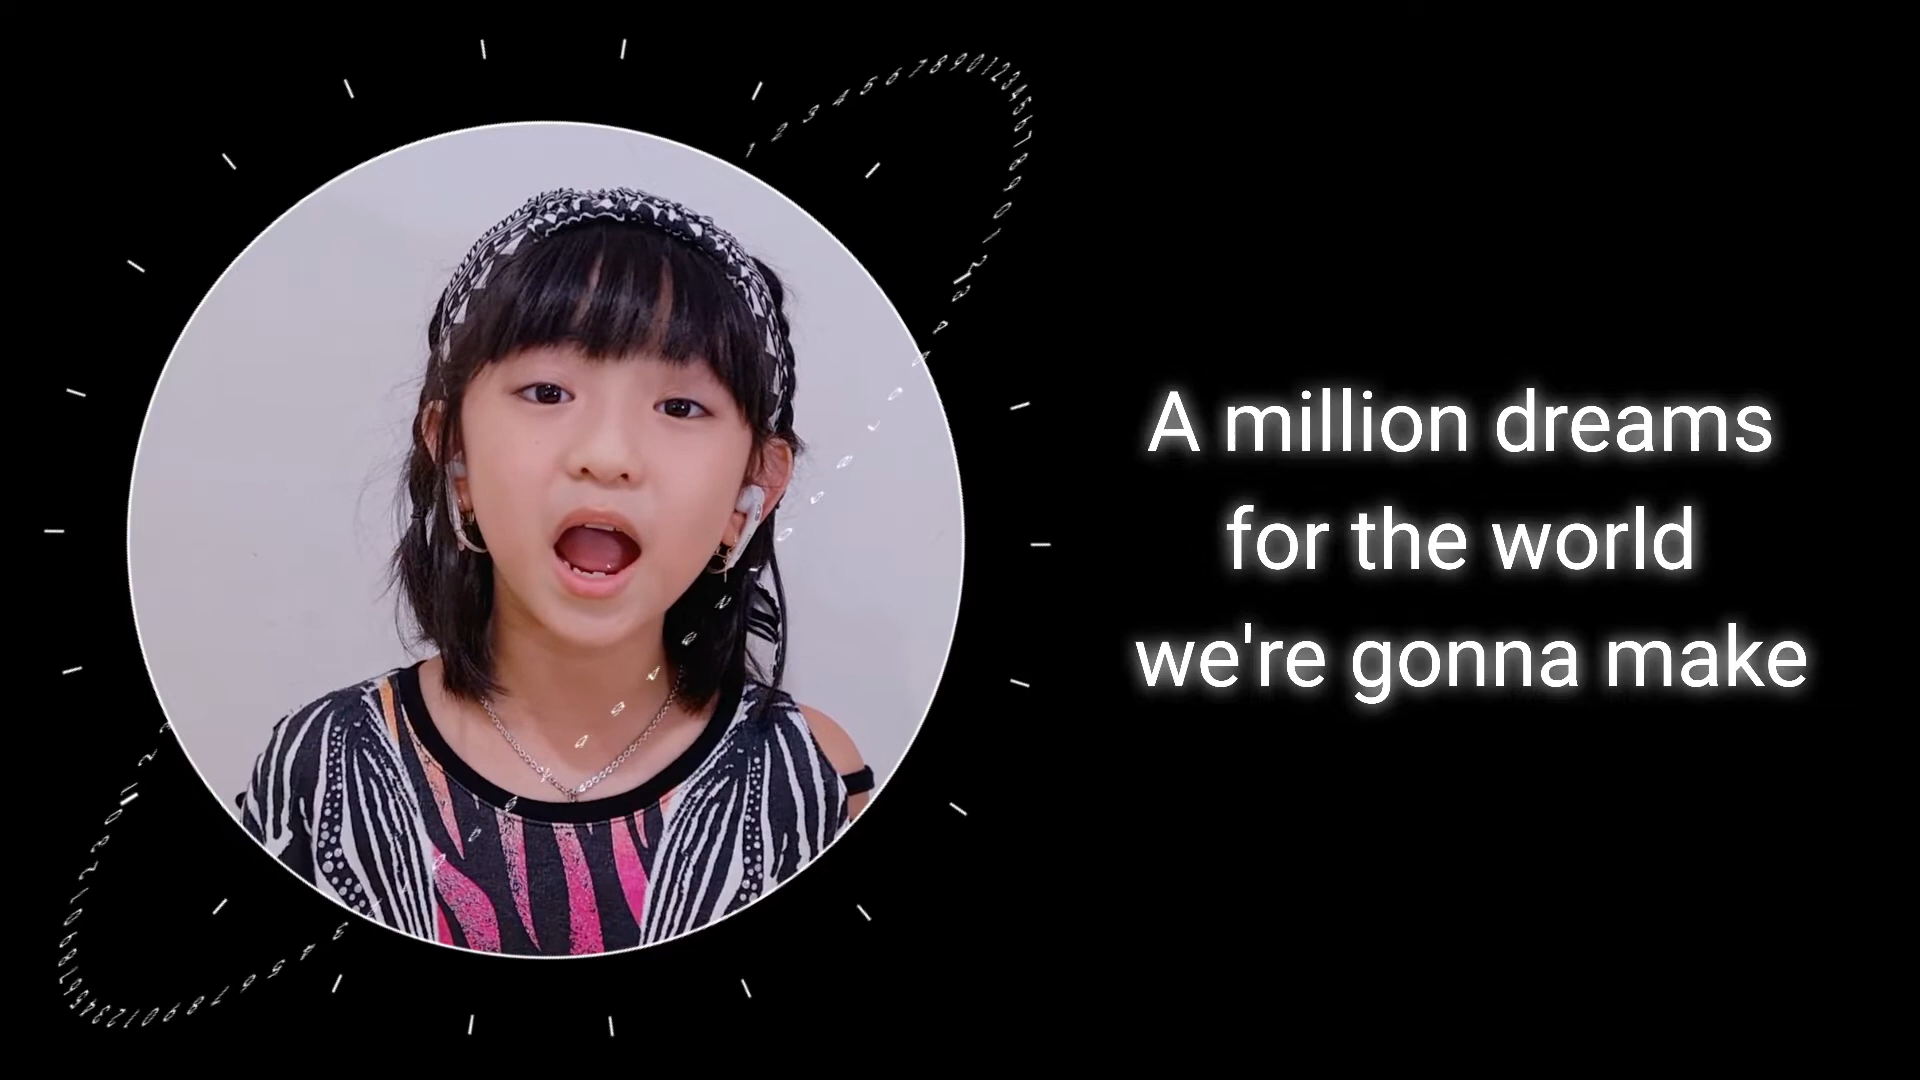 A million dreams
for the world
we're gonna make